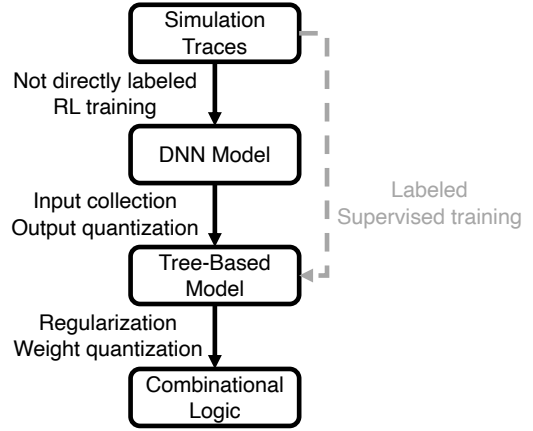 Simulation
Traces
Not directly labeled
RL training
DNN Model
Labeled
Supervised training
Input collection
Output quantization
Tree-Based
Model
Regularization
Weight quantization
Combinational
Logic